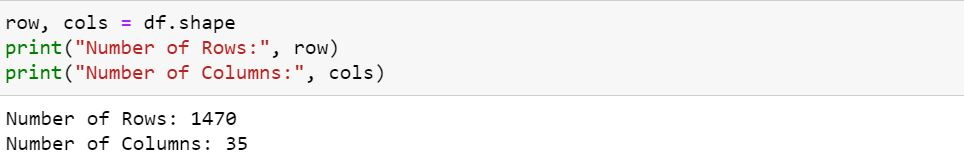 row, cols = df.shape
print("Number of Rows:", row)
print("Number of Columns:", cols)
Number of Rows: 1470
Number of Columns: 35